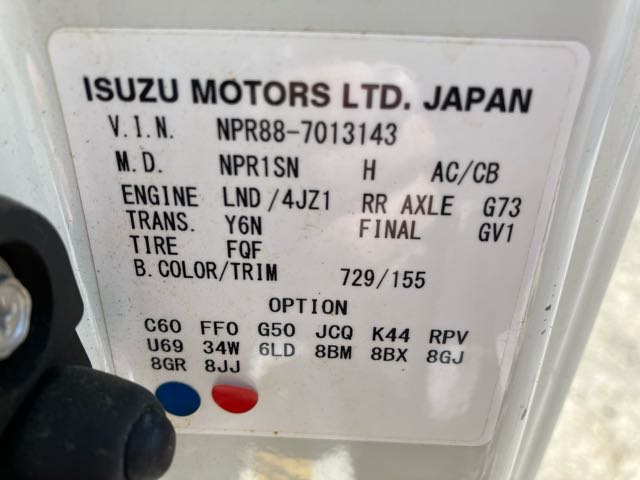 ISUZU MOTORS LTD. JAPAN
V.I.N. NPR88-7013143
M.D. NPR1SN H AC/CB
ENGINE LND/4JZ1 RR AXLE G73
TRANS. Y6N FINAL GV1
TIRE FQF
B.COLOR/TRIM 729/155
OPTION
C60 FF0 G50 JCQ K44 RPV
U69 34W 6LD 8BM 8BX 8GJ
8GR 8JJ